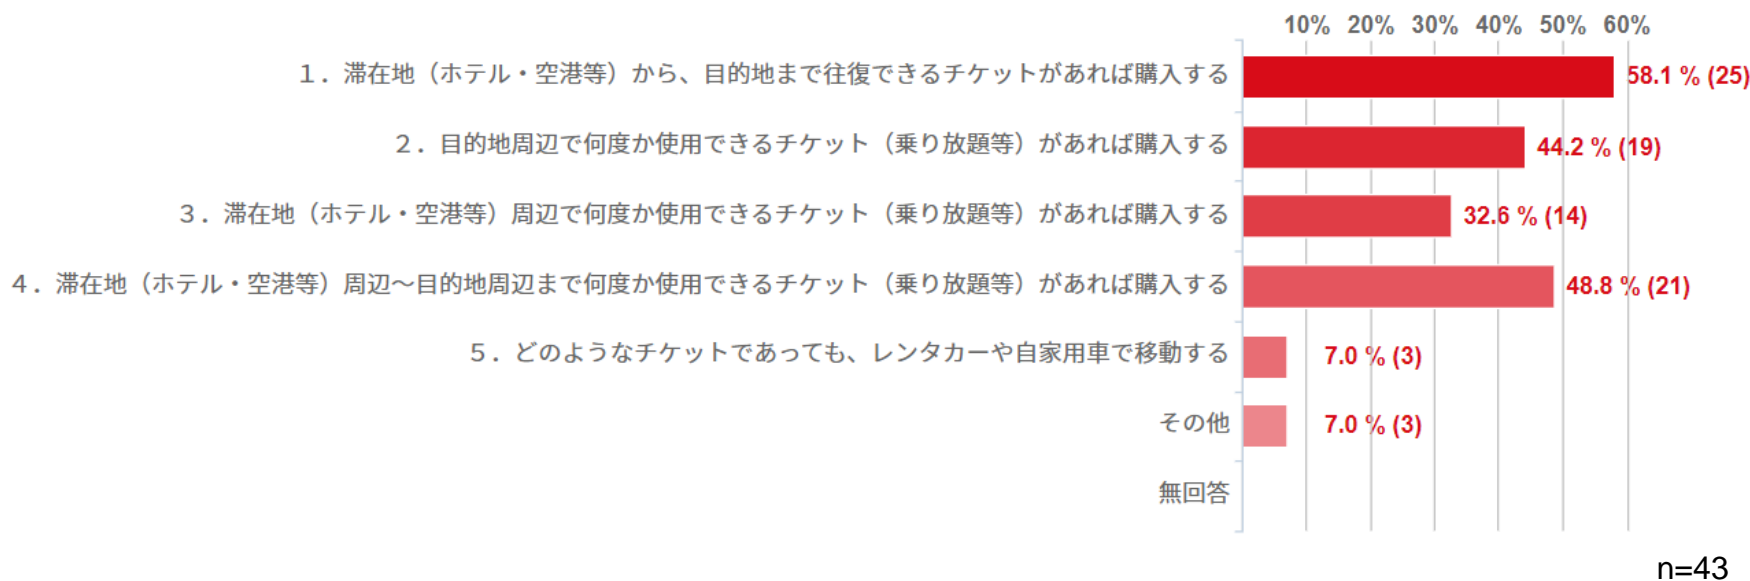 10% 20% 30% 40% 50% 60%
１．滞在地（ホテル・空港等）から、目的地まで往復できるチケットがあれば購入する 58.1 % (25)
２．目的地周辺で何度か使用できるチケット（乗り放題等）があれば購入する 44.2 % (19)
３．滞在地（ホテル・空港等）周辺で何度か使用できるチケット（乗り放題等）があれば購入する 32.6 % (14)
４．滞在地（ホテル・空港等）周辺～目的地周辺まで何度か使用できるチケット（乗り放題等）があれば購入する 48.8 % (21)
５．どのようなチケットであっても、レンタカーや自家用車で移動する 7.0 % (3)
その他 7.0 % (3)
無回答
n=43